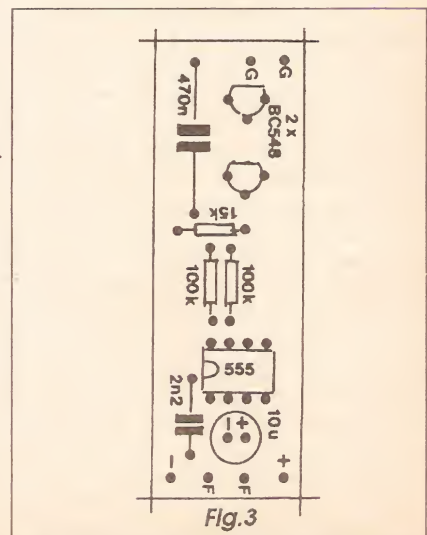 G G
2 x
BC548
470n
15k
100k 100k
555
2n2
10u
- +
- F F +
Fig.3